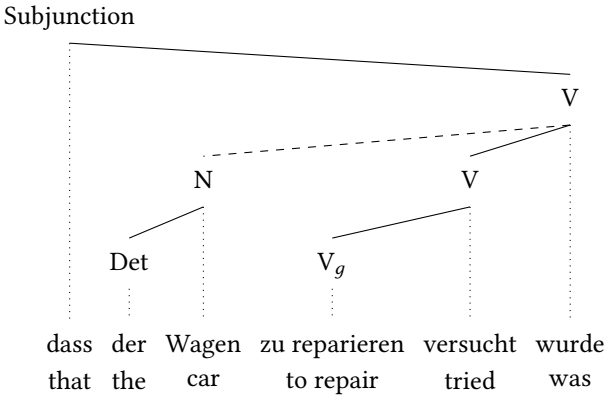 Subjunction
V
N V
Det V_g
dass der Wagen zu reparieren versucht wurde
that the car to repair tried was